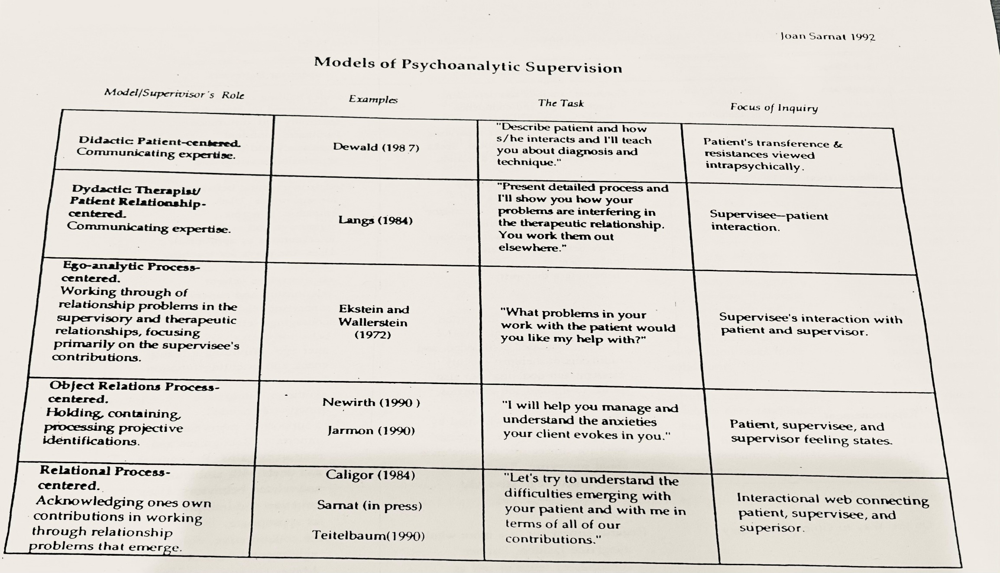 Joan Sarnat 1992
Models of Psychoanalytic Supervision
Model/Superivisor's Role
Examples
The Task
Focus of Inquiry
Didactic: Patient-centered.
Communicating expertise.
Dewald (198 7)
"Describe patient and how
s/he interacts and I'll teach
you about diagnosis and
technique."
Patient's transference &
resistances viewed
intrapsychically.
Dydactic: Therapist/
Patient Relationship-
centered.
Communicating expertise.
Langs (1984)
"Present detailed process and
I'll show you how your
problems are interfering in
the therapeutic relationship.
You work them out
elsewhere."
Supervisee—patient
interaction.
Ego-analytic Process-
centered.
Working through of
relationship problems in the
supervisory and therapeutic
relationships, focusing
primarily on the supervisee's
contributions.
Ekstein and
Wallerstein
(1972)
"What problems in your
work with the patient would
you like my help with?"
Supervisee's interaction with
patient and supervisor.
Object Relations Process-
centered.
Holding, containing,
processing projective
identifications.
Newirth (1990 )
Jarmon (1990)
"I will help you manage and
understand the anxieties
your client evokes in you."
Patient, supervisee, and
supervisor feeling states.
Relational Process-
centered.
Acknowledging ones own
contributions in working
through relationship
problems that emerge.
Caligor (1984)
Sarnat (in press)
Teitelbaum(1990)
"Let's try to understand the
difficulties emerging with
your patient and with me in
terms of all of our
contributions."
Interactional web connecting
patient, supervisee, and
superisor.